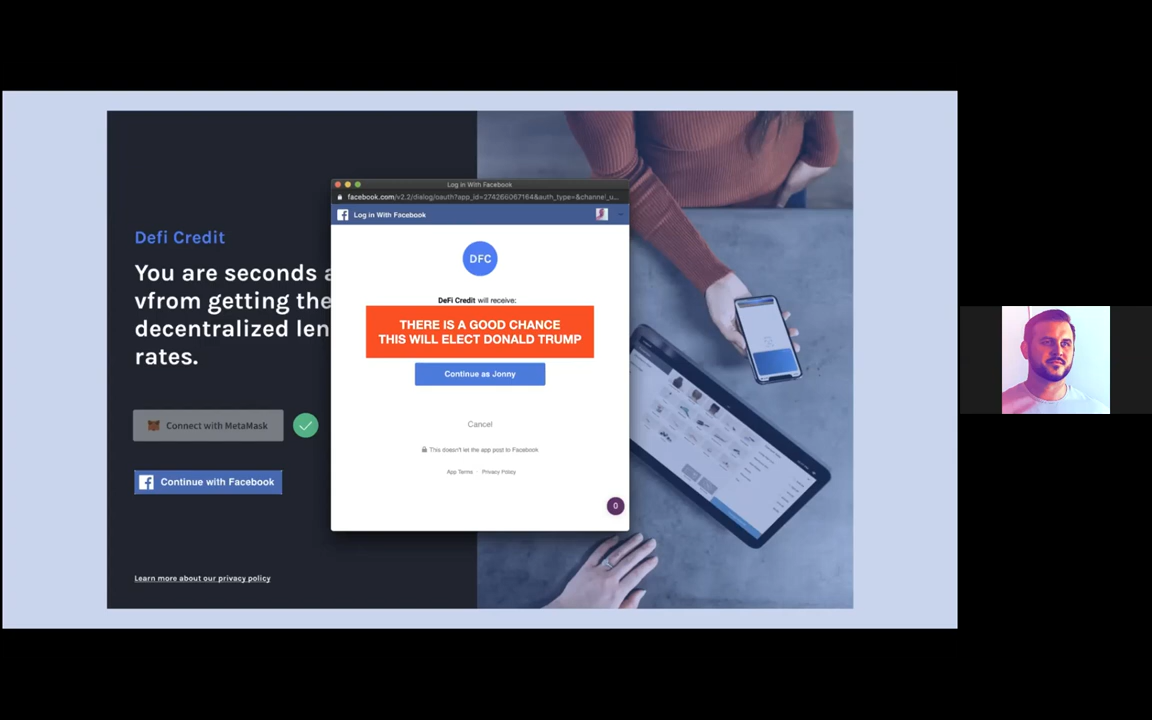 Defi Credit
You are seconds a
vfrom getting the
decentralized len
rates.
Connect with MetaMask
Continue with Facebook
Learn more about our privacy policy
Log in With Facebook
facebook.com/v2.2/dialog/oauth?app_id=274266067164&auth_type=&channel_u...
Log in With Facebook
DFC
DeFi Credit will receive:
THERE IS A GOOD CHANCE
THIS WILL ELECT DONALD TRUMP
Continue as Jonny
Cancel
This doesn't let the app post to Facebook
App Terms · Privacy Policy
0